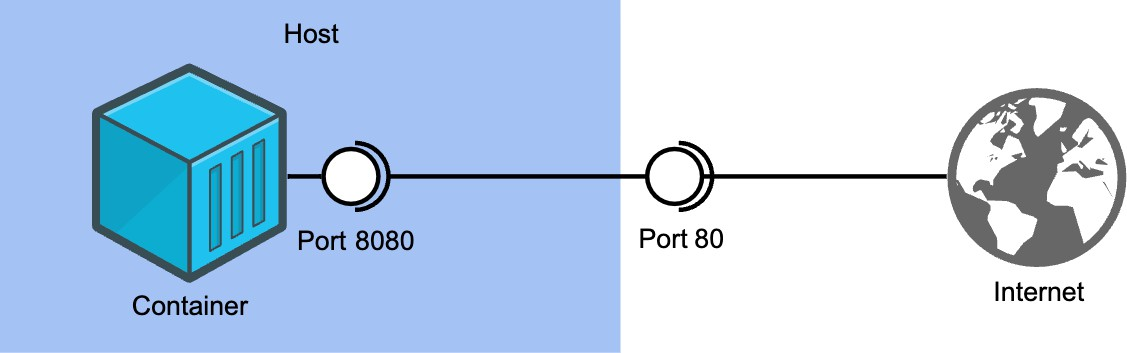 Host
Port 8080
Port 80
Container
Internet